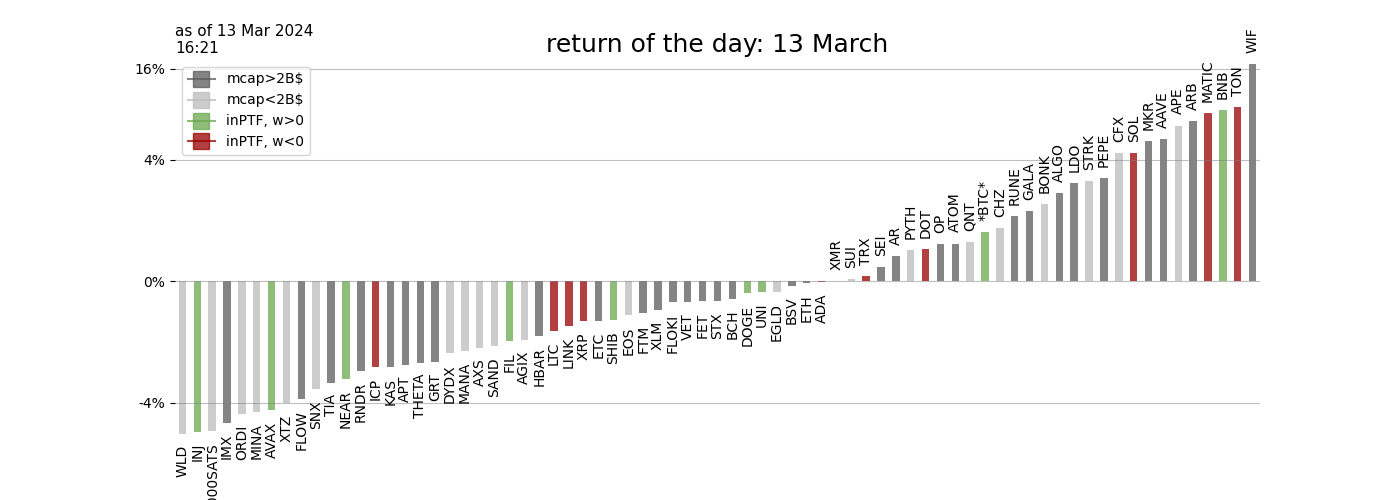 as of 13 Mar 2024
16:21
return of the day: 13 March
mcap>2B$
mcap<2B$
inPTF, w>0
inPTF, w<0
16%
4%
0%
-4%
WLD
INJ
000SATS
IMX
ORDI
MINA
AVAX
XTZ
FLOW
SNX
TIA
NEAR
RNDR
ICP
KAS
APT
THETA
GRT
DYDX
MANA
AXS
SAND
FIL
AGIX
HBAR
LTC
LINK
XRP
ETC
SHIB
EOS
FTM
XLM
FLOKI
VET
FET
STX
BCH
DOGE
UNI
EGLD
BSV
ETH
ADA
XMR
SUI
TRX
SEI
AR
PYTH
DOT
OP
ATOM
QNT
*BTC*
CHZ
RUNE
GALA
BONK
ALGO
LDO
STRK
PEPE
CFX
SOL
MKR
AAVE
APE
ARB
MATIC
BNB
TON
WIF